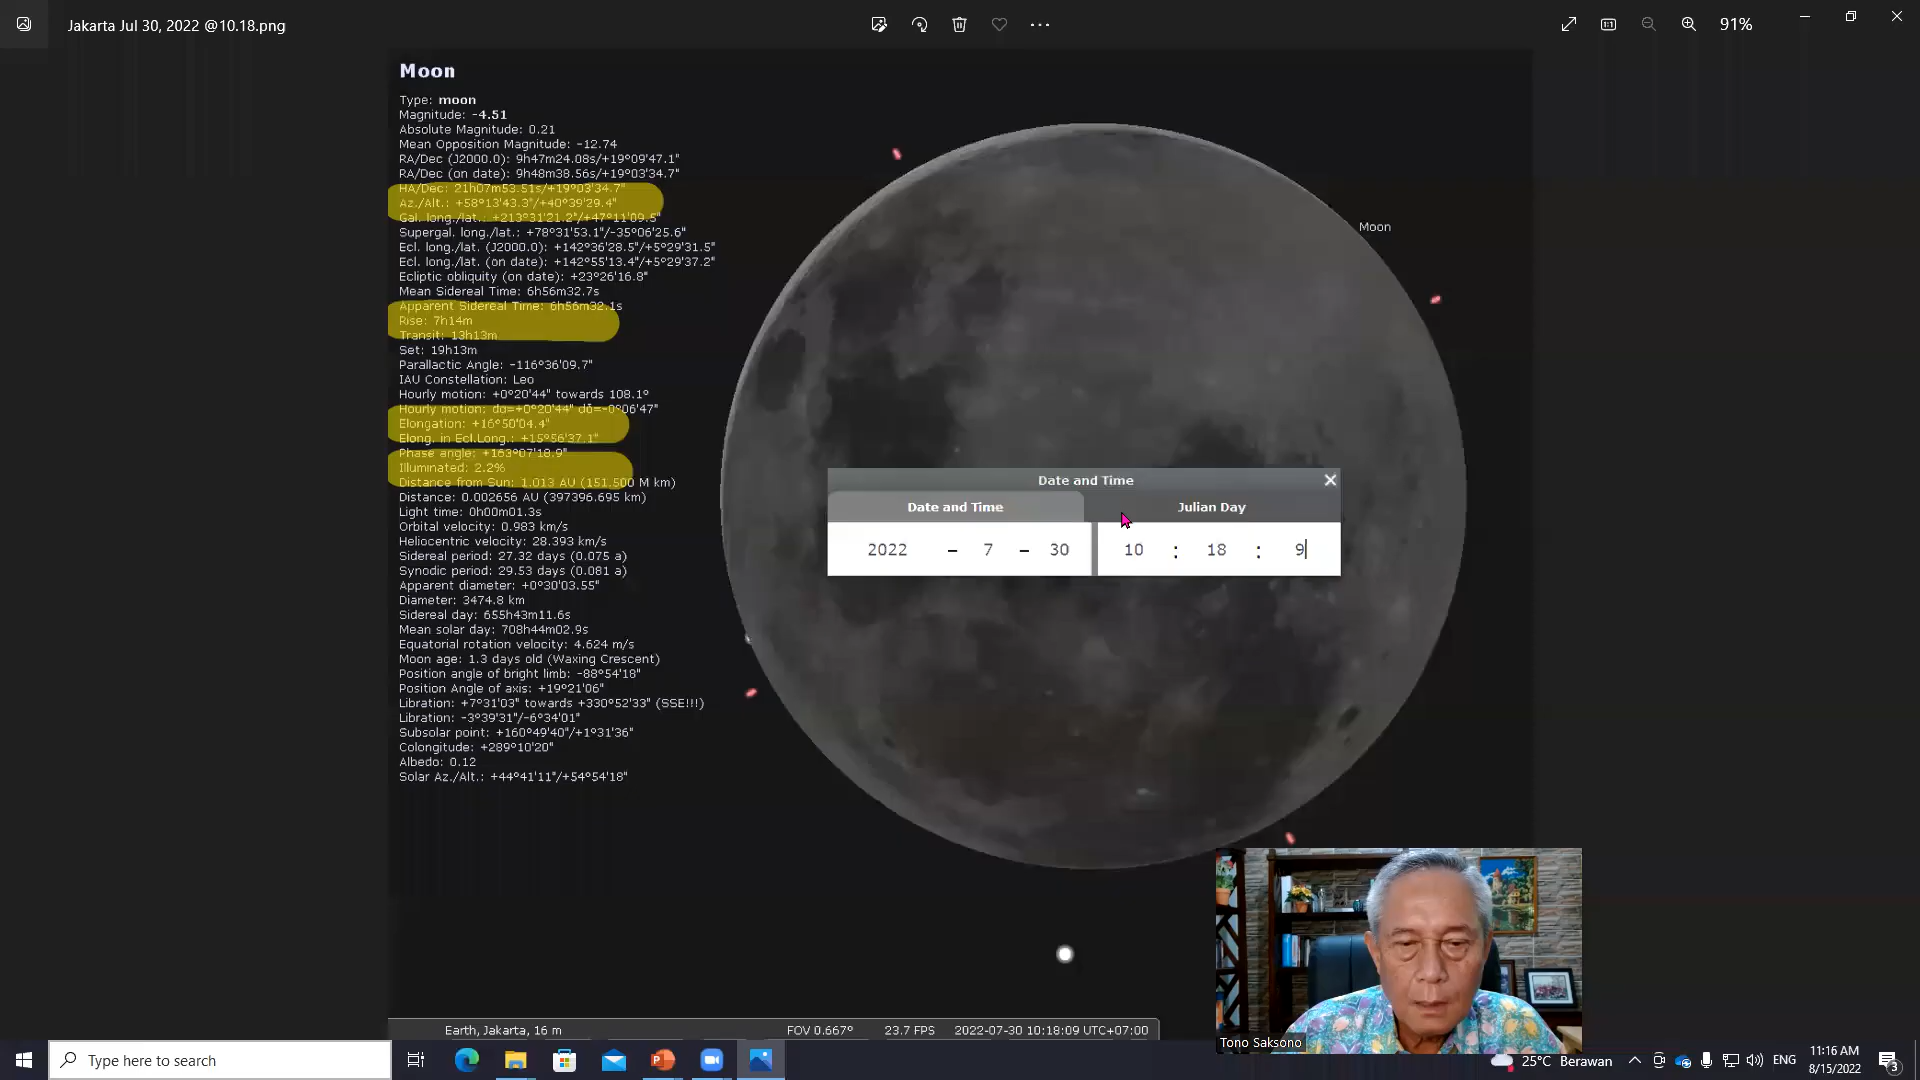 Jakarta Jul 30, 2022 @10.18.png
91%
Moon
Type: moon
Magnitude: -4.51
Absolute Magnitude: 0.21
Mean Opposition Magnitude: -12.74
RA/Dec (J2000.0): 9h47m24.08s/+19°09'47.1"
RA/Dec (on date): 9h48m38.56s/+19°03'34.7"
HA/Dec: 21h07m53.51s/+19°03'34.7"
Az./Alt.: +58°13'43.3"/+40°39'29.4"
Gal. long./lat.: +213°31'21.2"/+47°11'09.5"
Supergal. long./lat.: +78°31'53.1"/-35°06'25.6"
Ecl. long./lat. (J2000.0): +142°36'28.5"/+5°29'31.5"
Ecl. long./lat. (on date): +142°55'13.4"/+5°29'37.2"
Ecliptic obliquity (on date): +23°26'16.8"
Mean Sidereal Time: 6h56m32.7s
Apparent Sidereal Time: 6h56m32.1s
Rise: 7h14m
Transit: 13h13m
Set: 19h13m
Parallactic Angle: -116°36'09.7"
IAU Constellation: Leo
Hourly motion: +0°20'44" towards 108.1°
Hourly motion: dα=+0°20'44" dδ=-0°06'47"
Elongation: +16°50'04.4"
Elong. in Ecl.Long.: +15°56'37.1"
Phase angle: +163°07'18.9"
Illuminated: 2.2%
Distance from Sun: 1.013 AU (151.500 M km)
Distance: 0.002656 AU (397396.695 km)
Light time: 0h00m01.3s
Orbital velocity: 0.983 km/s
Heliocentric velocity: 28.393 km/s
Sidereal period: 27.32 days (0.075 a)
Synodic period: 29.53 days (0.081 a)
Apparent diameter: +0°30'03.55"
Diameter: 3474.8 km
Sidereal day: 655h43m11.6s
Mean solar day: 708h44m02.9s
Equatorial rotation velocity: 4.624 m/s
Moon age: 1.3 days old (Waxing Crescent)
Position angle of bright limb: -88°54'18"
Position Angle of axis: +19°21'06"
Libration: +7°31'03" towards +330°52'33" (SSE!!!)
Libration: -3°39'31"/-6°34'01"
Subsolar point: +160°49'40"/+1°31'36"
Colongitude: +289°10'20"
Albedo: 0.12
Solar Az./Alt.: +44°41'11"/+54°54'18"
Moon
Date and Time
Date and Time Julian Day
2022 - 7 - 30 10 : 18 : 9
Earth, Jakarta, 16 m FOV 0.667° 23.7 FPS 2022-07-30 10:18:09 UTC+07:00
Tono Saksono
Type here to search
25°C Berawan
ENG
11:16 AM
8/15/2022
3